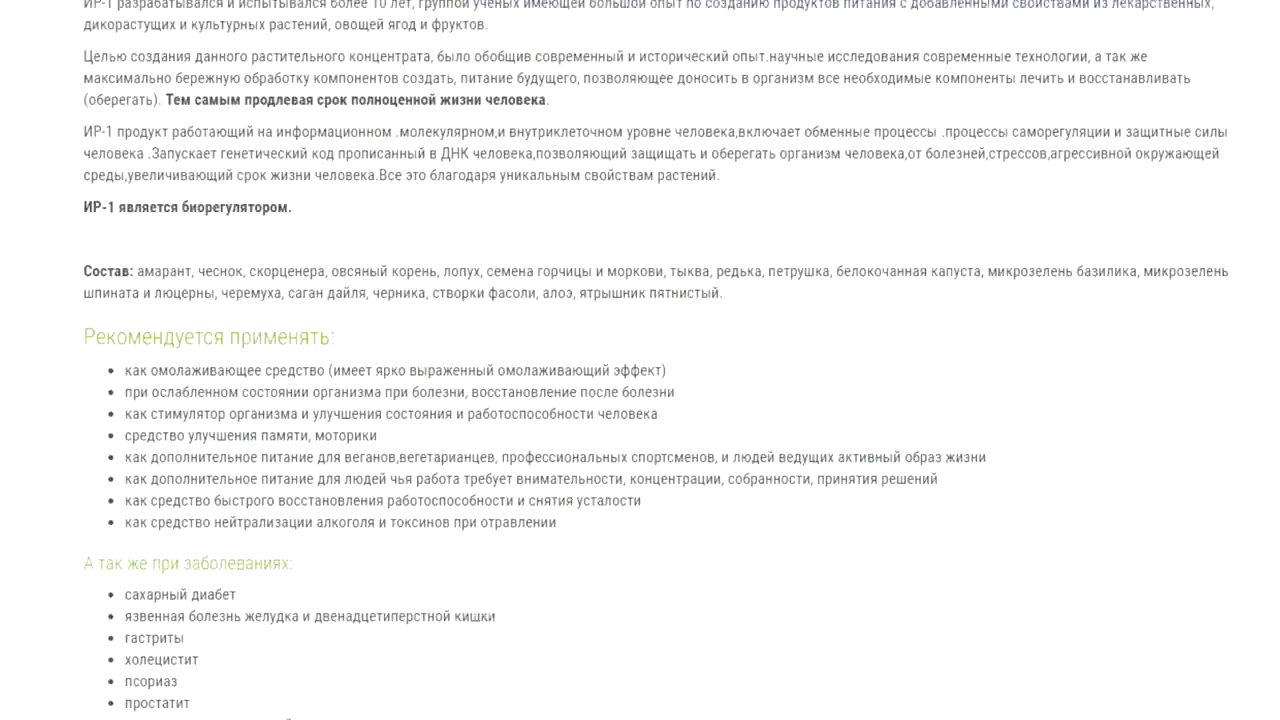 ИР-1 разрабатывался и испытывался более 10 лет, группой ученых имеющей большой опыт по созданию продуктов питания с добавленными свойствами из лекарственных,
дикорастущих и культурных растений, овощей ягод и фруктов.
Целью создания данного растительного концентрата, было обобщив современный и исторический опыт.научные исследования современные технологии, а так же
максимально бережную обработку компонентов создать, питание будущего, позволяющее доносить в организм все необходимые компоненты лечить и восстанавливать
(оберегать). Тем самым продлевая срок полноценной жизни человека.
ИР-1 продукт работающий на информационном .молекулярном,и внутриклеточном уровне человека,включает обменные процессы .процессы саморегуляции и защитные силы
человека .Запускает генетический код прописанный в ДНК человека,позволяющий защищать и оберегать организм человека,от болезней,стрессов,агрессивной окружающей
среды,увеличивающий срок жизни человека.Все это благодаря уникальным свойствам растений.
ИР-1 является биорегулятором.
Состав: амарант, чеснок, скорценера, овсяный корень, лопух, семена горчицы и моркови, тыква, редька, петрушка, белокочанная капуста, микрозелень базилика, микрозелень
шпината и люцерны, черемуха, саган дайля, черника, створки фасоли, алоэ, ятрышник пятнистый.
Рекомендуется применять:
• как омолаживающее средство (имеет ярко выраженный омолаживающий эффект)
• при ослабленном состоянии организма при болезни, восстановление после болезни
• как стимулятор организма и улучшения состояния и работоспособности человека
• средство улучшения памяти, моторики
• как дополнительное питание для веганов,вегетарианцев, профессиональных спортсменов, и людей ведущих активный образ жизни
• как дополнительное питание для людей чья работа требует внимательности, концентрации, собранности, принятия решений
• как средство быстрого восстановления работоспособности и снятия усталости
• как средство нейтрализации алкоголя и токсинов при отравлении
А так же при заболеваниях:
• сахарный диабет
• язвенная болезнь желудка и двенадцетиперстной кишки
• гастриты
• холецистит
• псориаз
• простатит